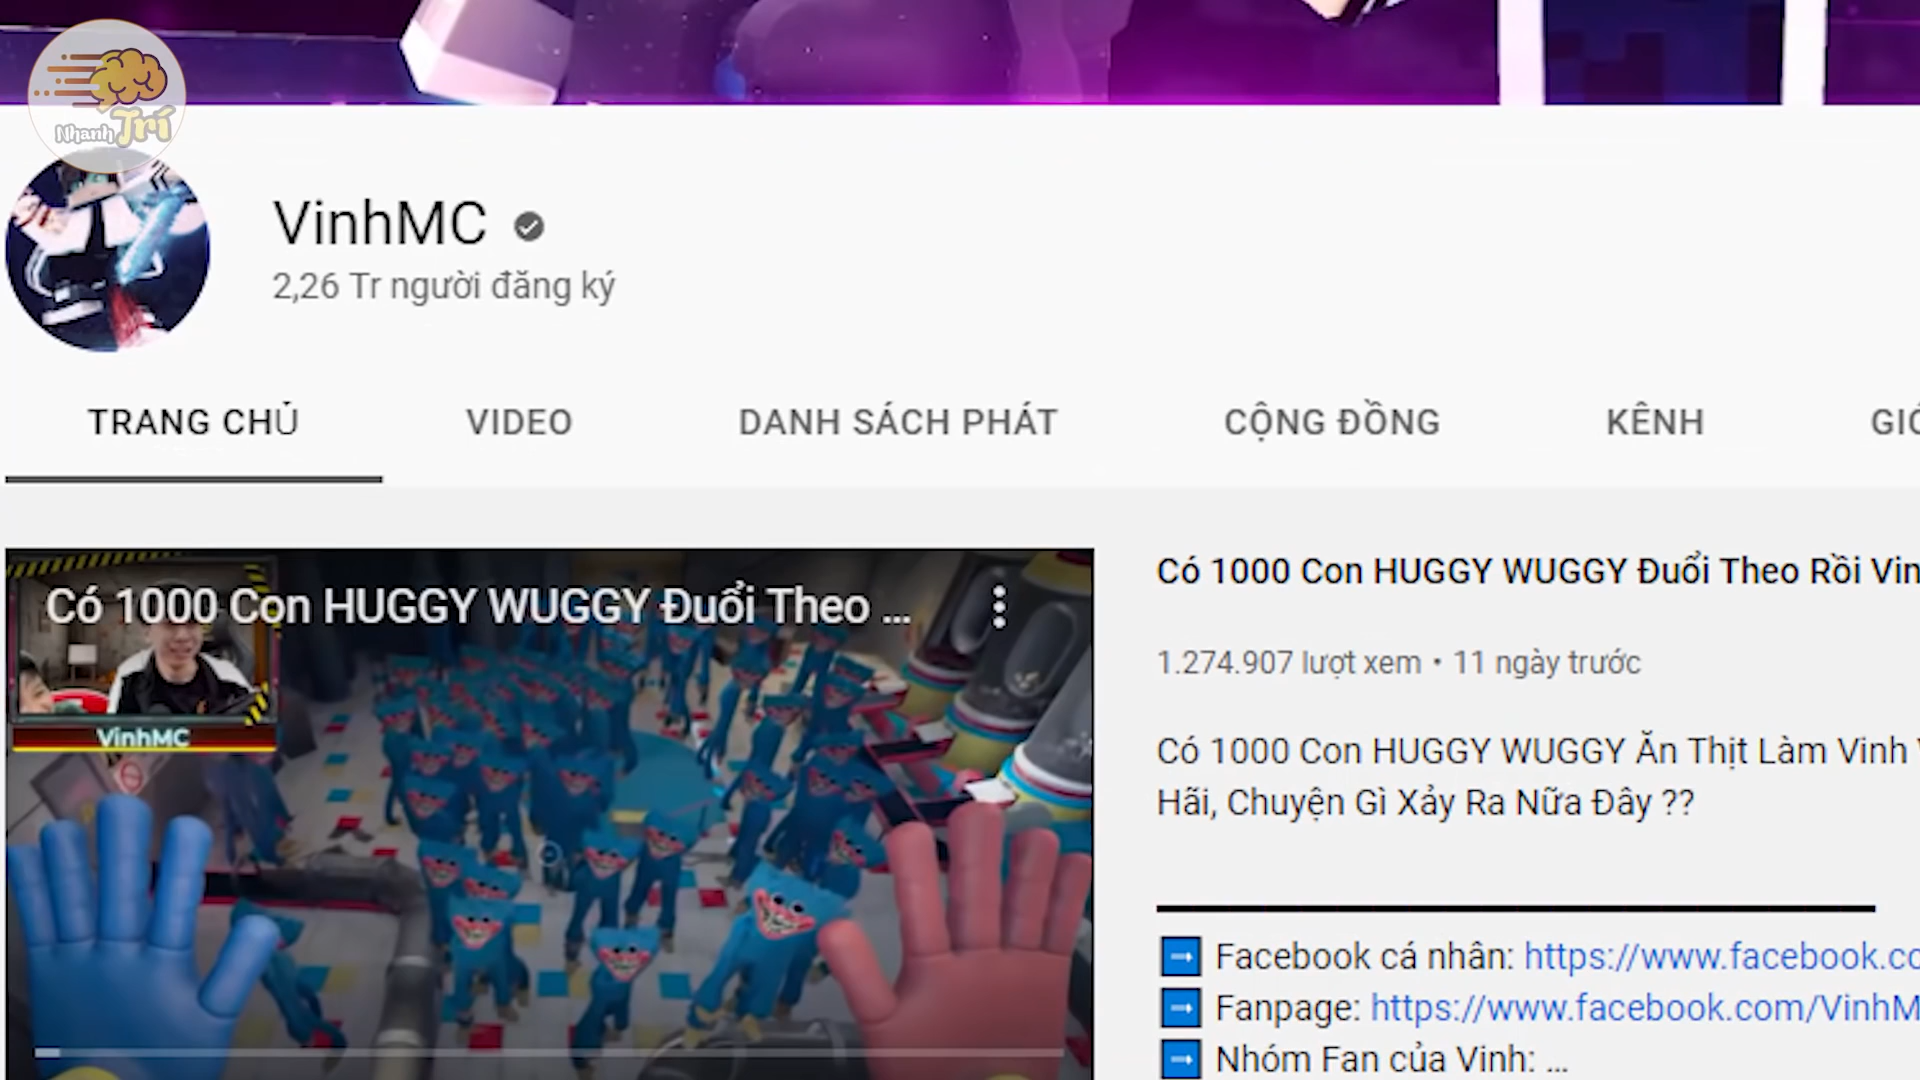 Nhanh Trí
VinhMC
2,26 Tr người đăng ký
TRANG CHỦ
VIDEO
DANH SÁCH PHÁT
CỘNG ĐỒNG
KÊNH
Có 1000 Con HUGGY WUGGY Đuổi Theo ...
VinhMC
Có 1000 Con HUGGY WUGGY Đuổi Theo Rồi
1.274.907 lượt xem • 11 ngày trước
Có 1000 Con HUGGY WUGGY Ăn Thịt Làm Vinh
Hãi, Chuyện Gì Xảy Ra Nữa Đây ??
Facebook cá nhân: https://www.facebook.co
Fanpage: https://www.facebook.com/VinhM
Nhóm Fan của Vinh: ...